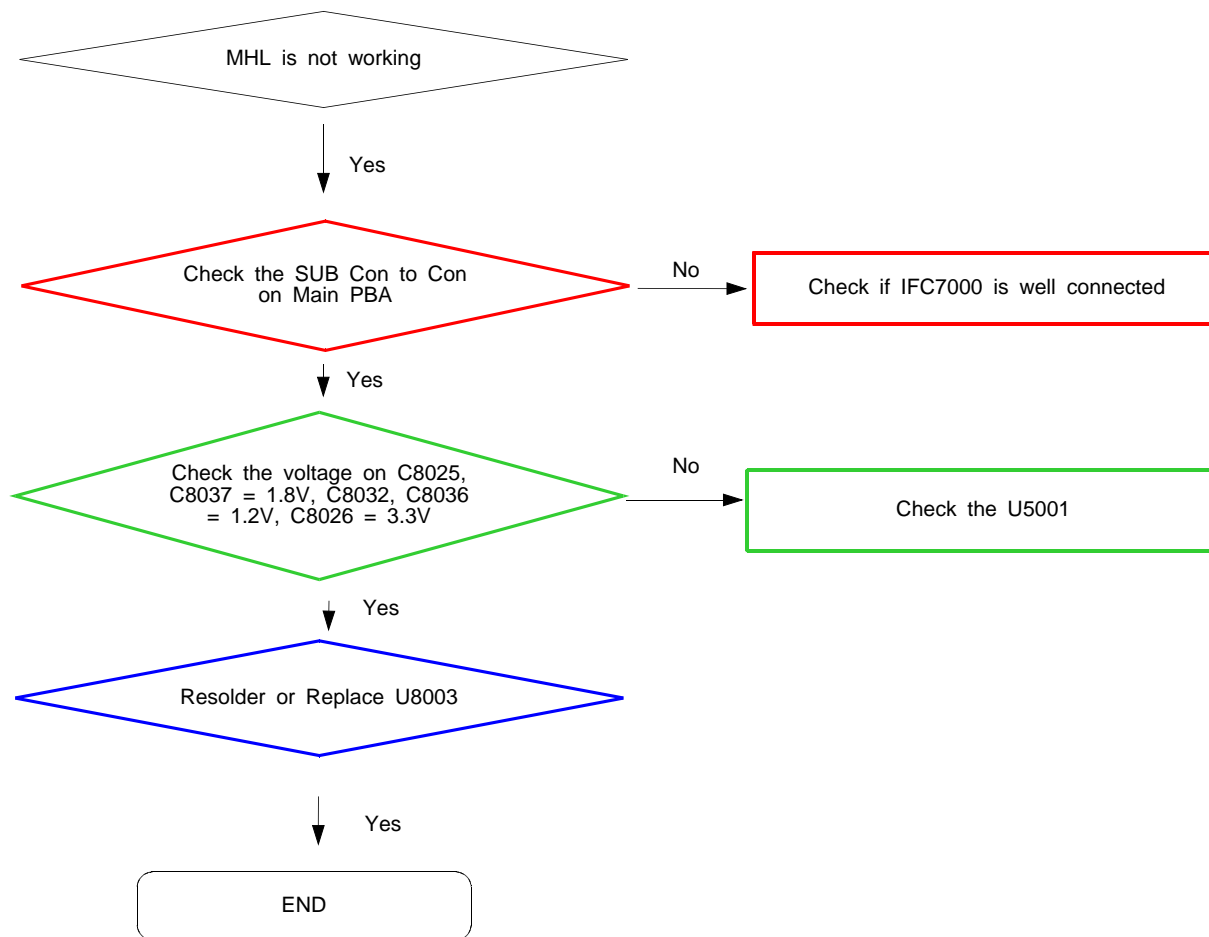 MHL is not working
Yes
Check the SUB Con to Con
on Main PBA
No
Check if IFC7000 is well connected
Yes
Check the voltage on C8025,
C8037 = 1.8V, C8032, C8036
= 1.2V, C8026 = 3.3V
No
Check the U5001
Yes
Resolder or Replace U8003
Yes
END